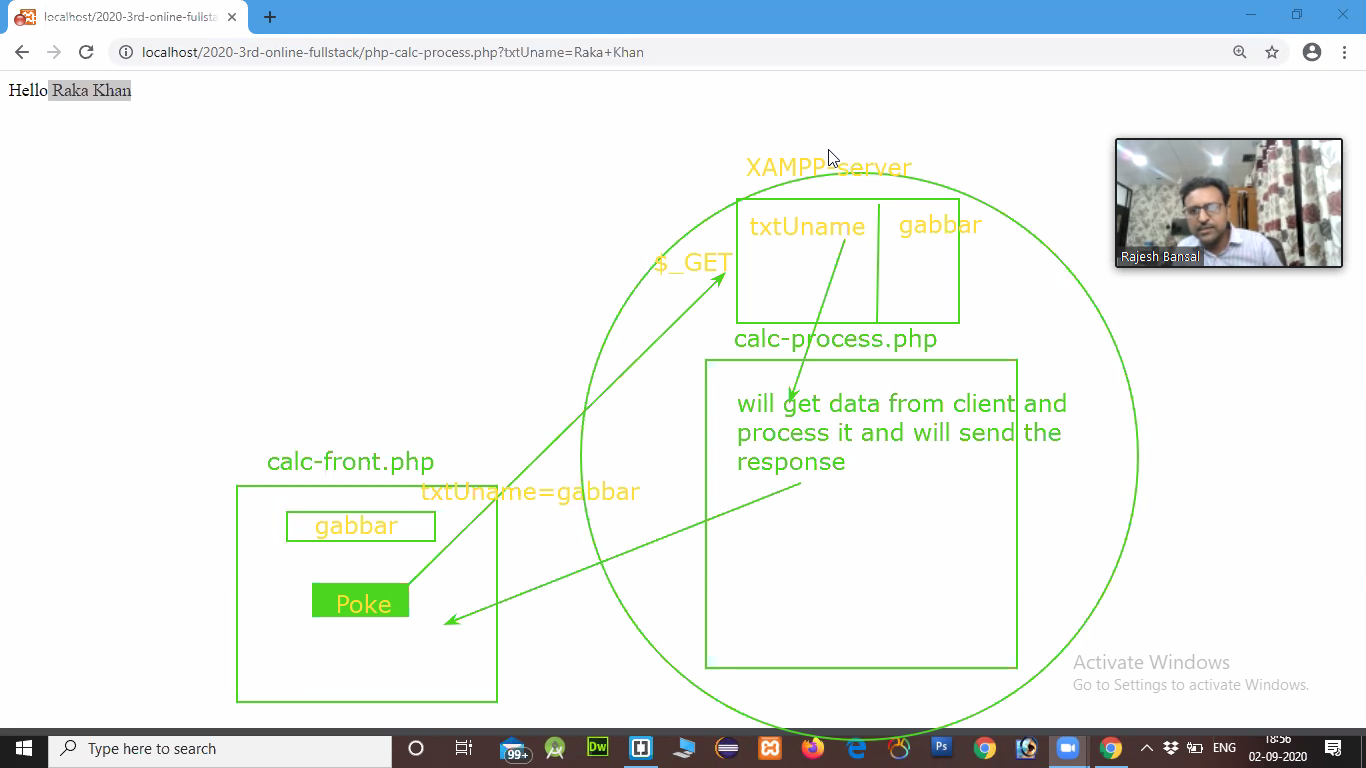 localhost/2020-3rd-online-fullsta
localhost/2020-3rd-online-fullstack/php-calc-process.php?txtUname=Raka+Khan
Hello Raka Khan
XAMPP-server
txtUname gabbar
$_GET
calc-process.php
will get data from client and
process it and will send the
response
calc-front.php
txtUname=gabbar
gabbar
Poke
Rajesh Bansal
Activate Windows
Go to Settings to activate Windows.
Type here to search
99+
Dw
Ps
ENG
18:56
02-09-2020